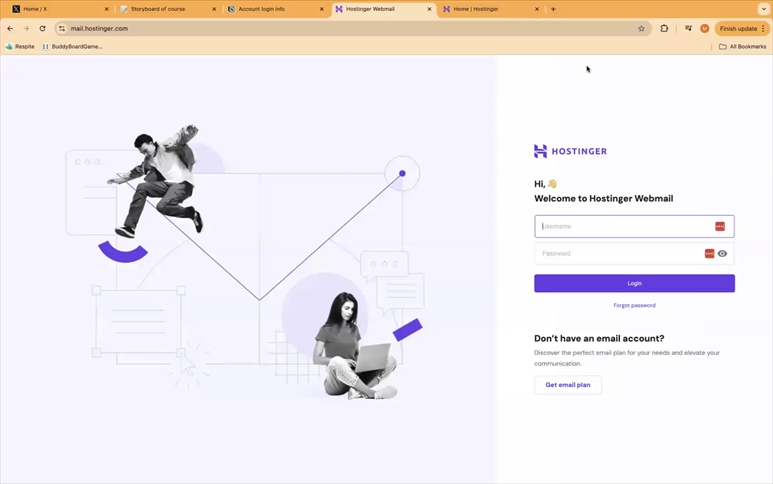 Home / X
Storyboard of course
Account login info
Hostinger Webmail
Home | Hostinger
mail.hostinger.com
Finish update
Respite
BuddyBoardGame...
All Bookmarks
HOSTINGER
Hi, 👋
Welcome to Hostinger Webmail
Username
Password
Login
Forgot password
Don't have an email account?
Discover the perfect email plan for your needs and elevate your
communication.
Get email plan